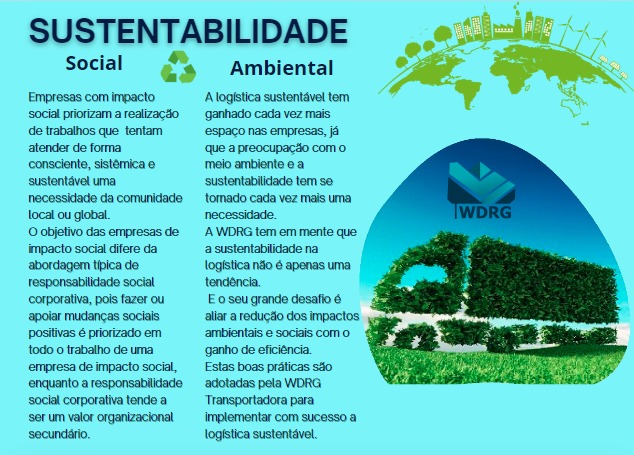 SUSTENTABILIDADE
Social
Empresas com impacto
social priorizam a realização
de trabalhos que tentam
atender de forma
consciente, sistêmica e
sustentável uma
necessidade da comunidade
local ou global.
O objetivo das empresas de
impacto social difere da
abordagem típica de
responsabilidade social
corporativa, pois fazer ou
apoiar mudanças sociais
positivas é priorizado em
todo o trabalho de uma
empresa de impacto social,
enquanto a responsabilidade
social corporativa tende a
ser um valor organizacional
secundário.
Ambiental
A logística sustentável tem
ganhado cada vez mais
espaço nas empresas, já
que a preocupação com o
meio ambiente e a
sustentabilidade tem se
tornado cada vez mais uma
necessidade.
A WDRG tem em mente que
a sustentabilidade na
logística não é apenas uma
tendência.
E o seu grande desafio é
aliar a redução dos impactos
ambientais e sociais com o
ganho de eficiência.
Estas boas práticas são
adotadas pela WDRG
Transportadora para
implementar com sucesso a
logística sustentável.
WDRG